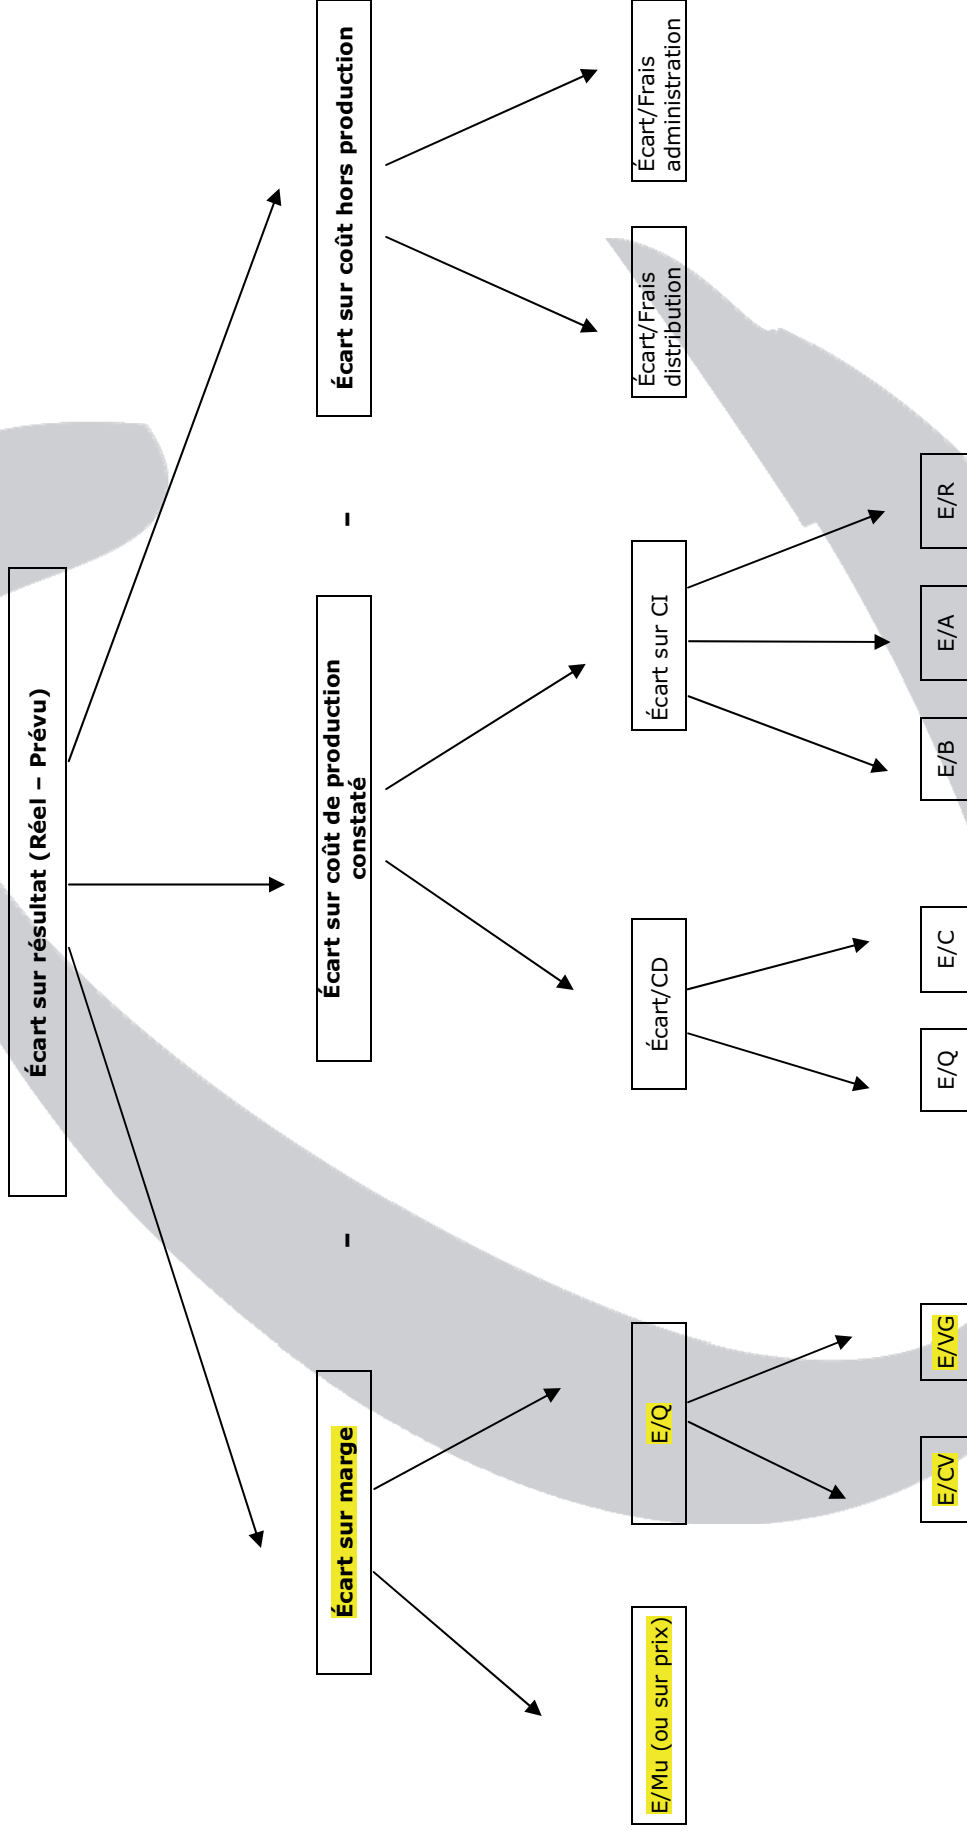 Écart sur résultat (Réel – Prévu)
Écart sur marge
–
Écart sur coût de production
constaté
–
Écart sur coût hors production
E/Mu (ou sur prix)
E/Q
Écart/CD
Écart sur CI
Écart/Frais
distribution
Écart/Frais
administration
E/CV
E/VG
E/Q
E/C
E/B
E/A
E/R